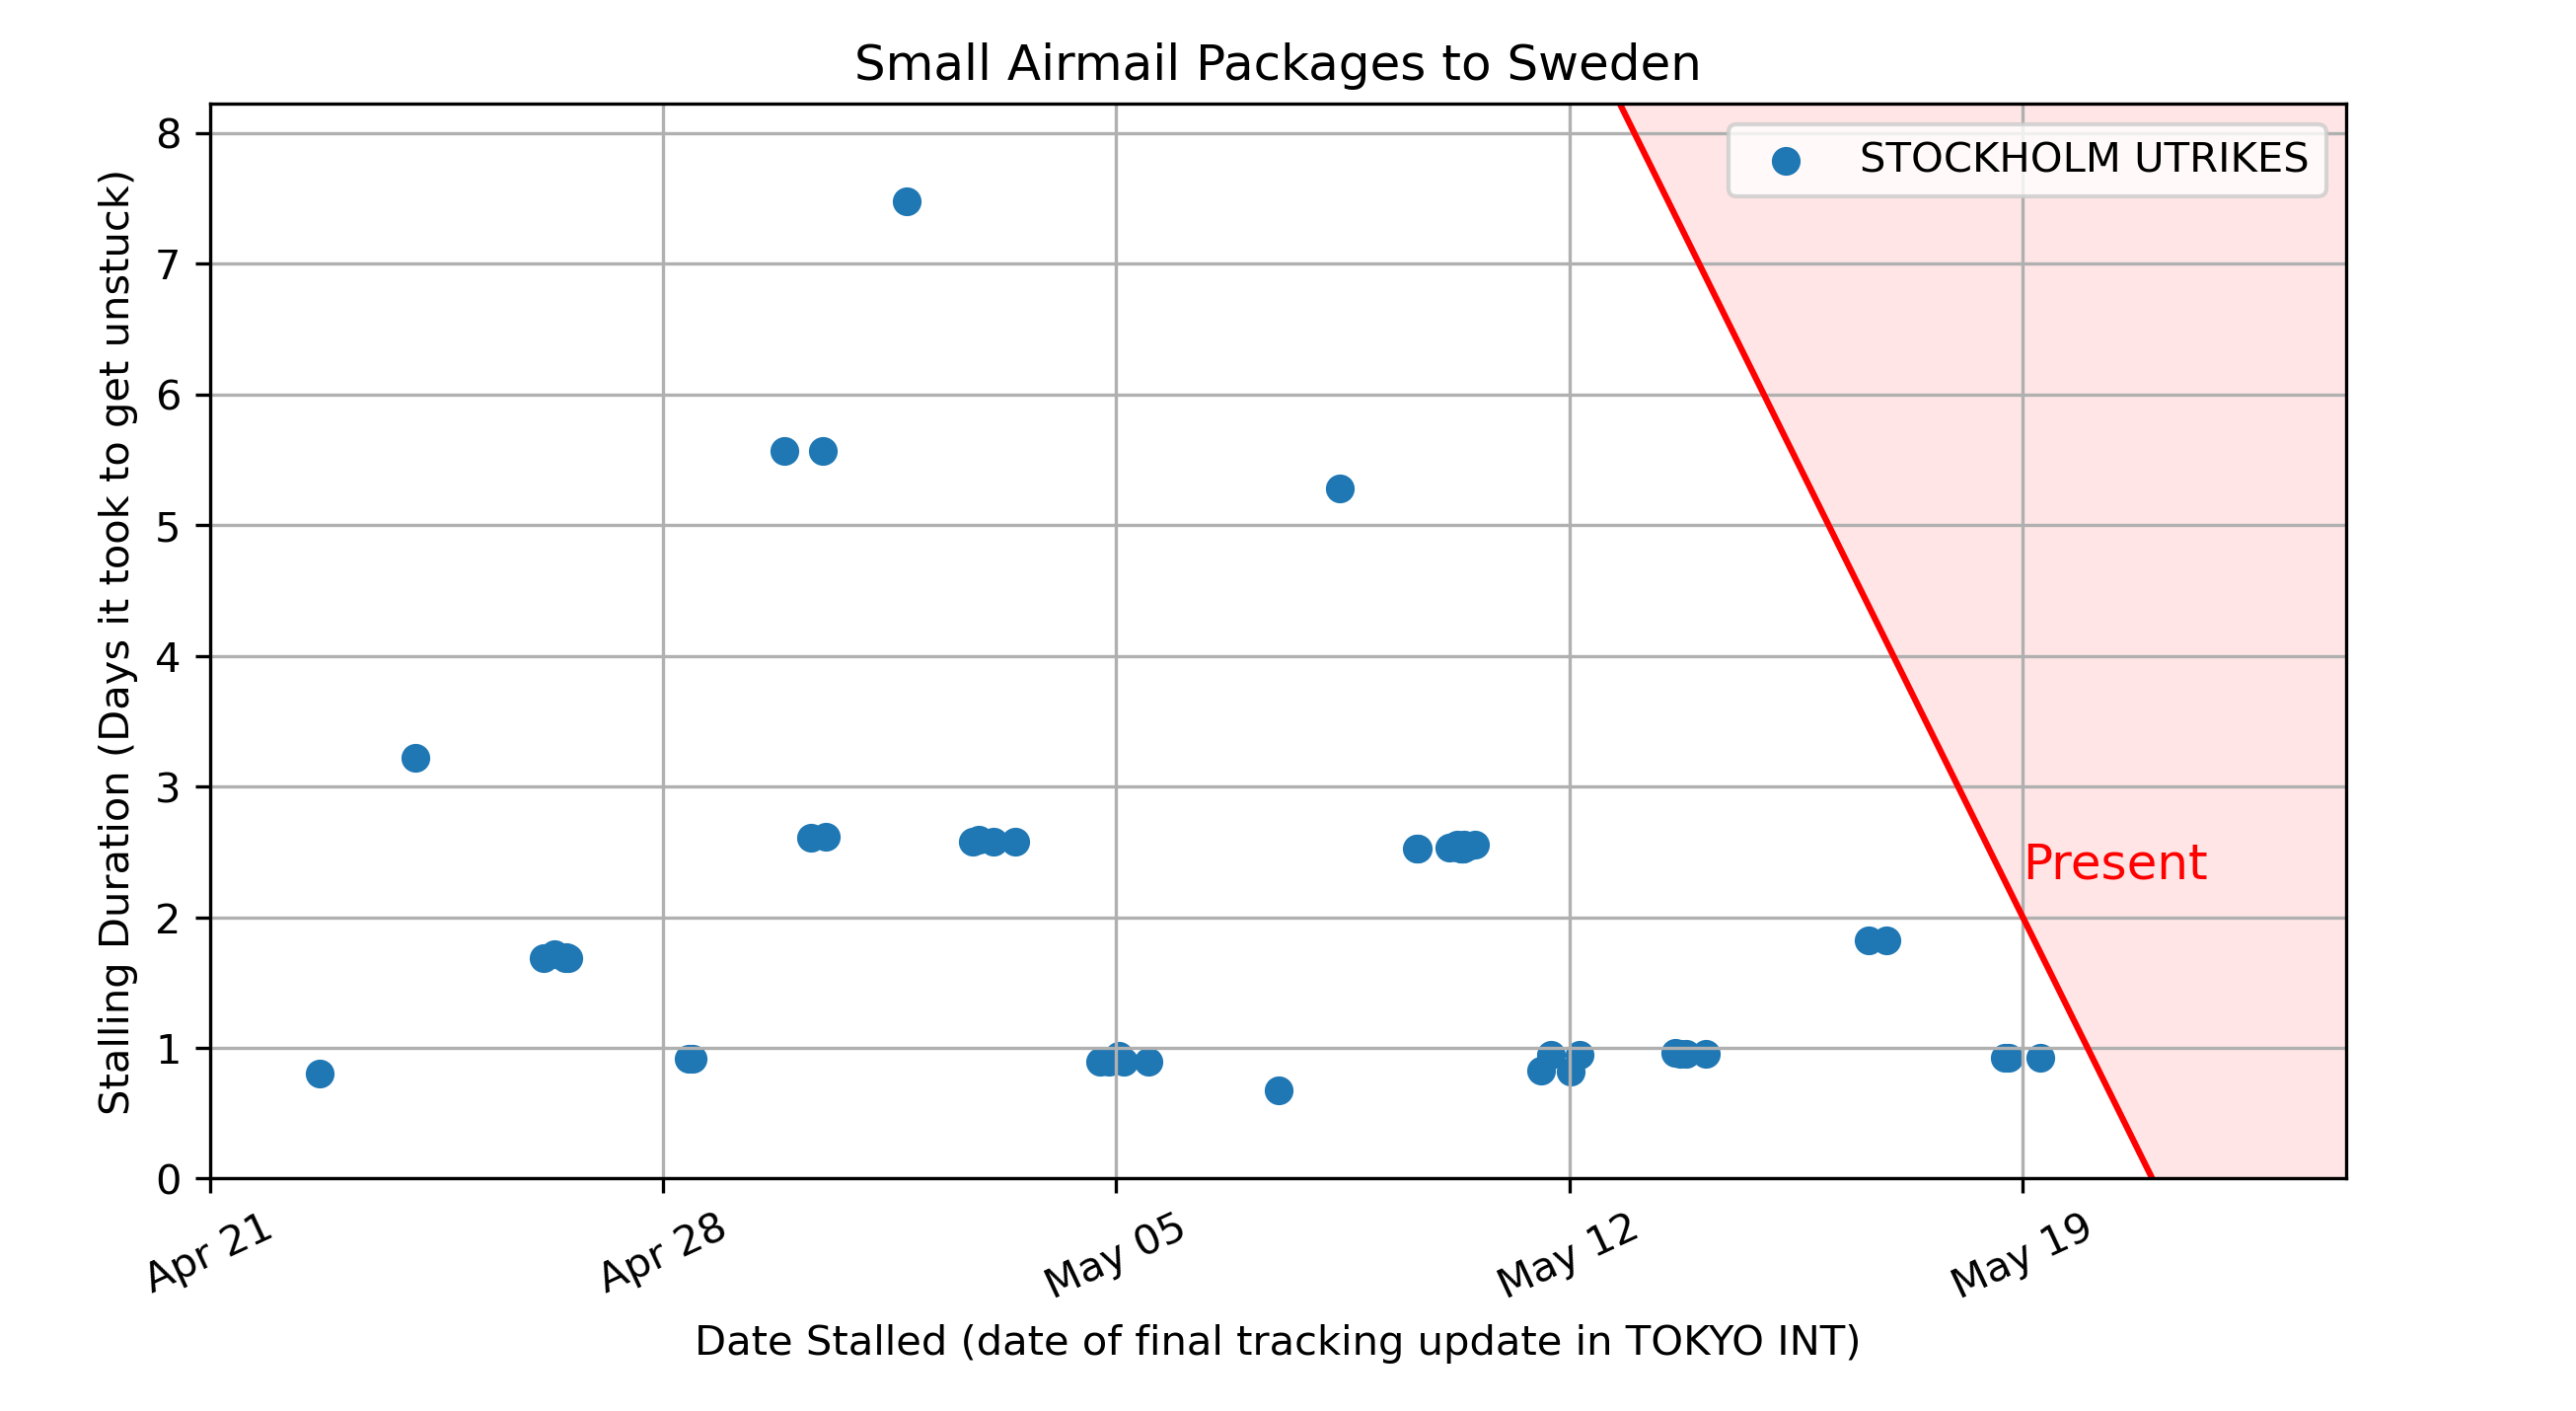 Small Airmail Packages to Sweden
STOCKHOLM UTRIKES
Stalling Duration (Days it took to get unstuck)
8
7
6
5
4
3
2
1
0
Present
Apr 21
Apr 28
May 05
May 12
May 19
Date Stalled (date of final tracking update in TOKYO INT)